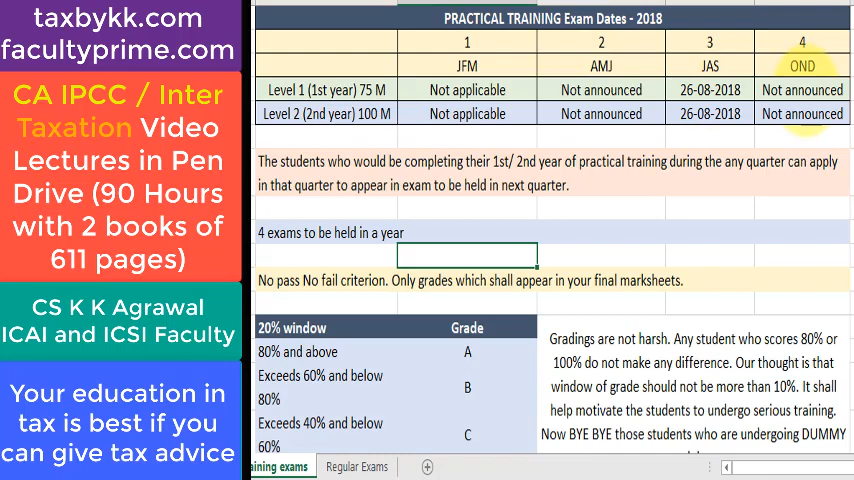 taxbykk.com
facultyprime.com
CA IPCC / Inter
Taxation Video
Lectures in Pen
Drive (90 Hours
with 2 books of
611 pages)
CS K K Agrawal
ICAI and ICSI Faculty
Your education in
tax is best if you
can give tax advice
PRACTICAL TRAINING Exam Dates - 2018
1 2 3 4
JFM AMJ JAS OND
Level 1 (1st year) 75 M Not applicable Not announced 26-08-2018 Not announced
Level 2 (2nd year) 100 M Not applicable Not announced 26-08-2018 Not announced
The students who would be completing their 1st/ 2nd year of practical training during the any quarter can apply
in that quarter to appear in exam to be held in next quarter.
4 exams to be held in a year
No pass No fail criterion. Only grades which shall appear in your final marksheets.
20% window Grade
80% and above A
Exceeds 60% and below
80% B
Exceeds 40% and below
60% C
Gradings are not harsh. Any student who scores 80% or
100% do not make any difference. Our thought is that
window of grade should not be more than 10%. It shall
help motivate the students to undergo serious training.
Now BYE BYE those students who are undergoing DUMMY
aining exams Regular Exams